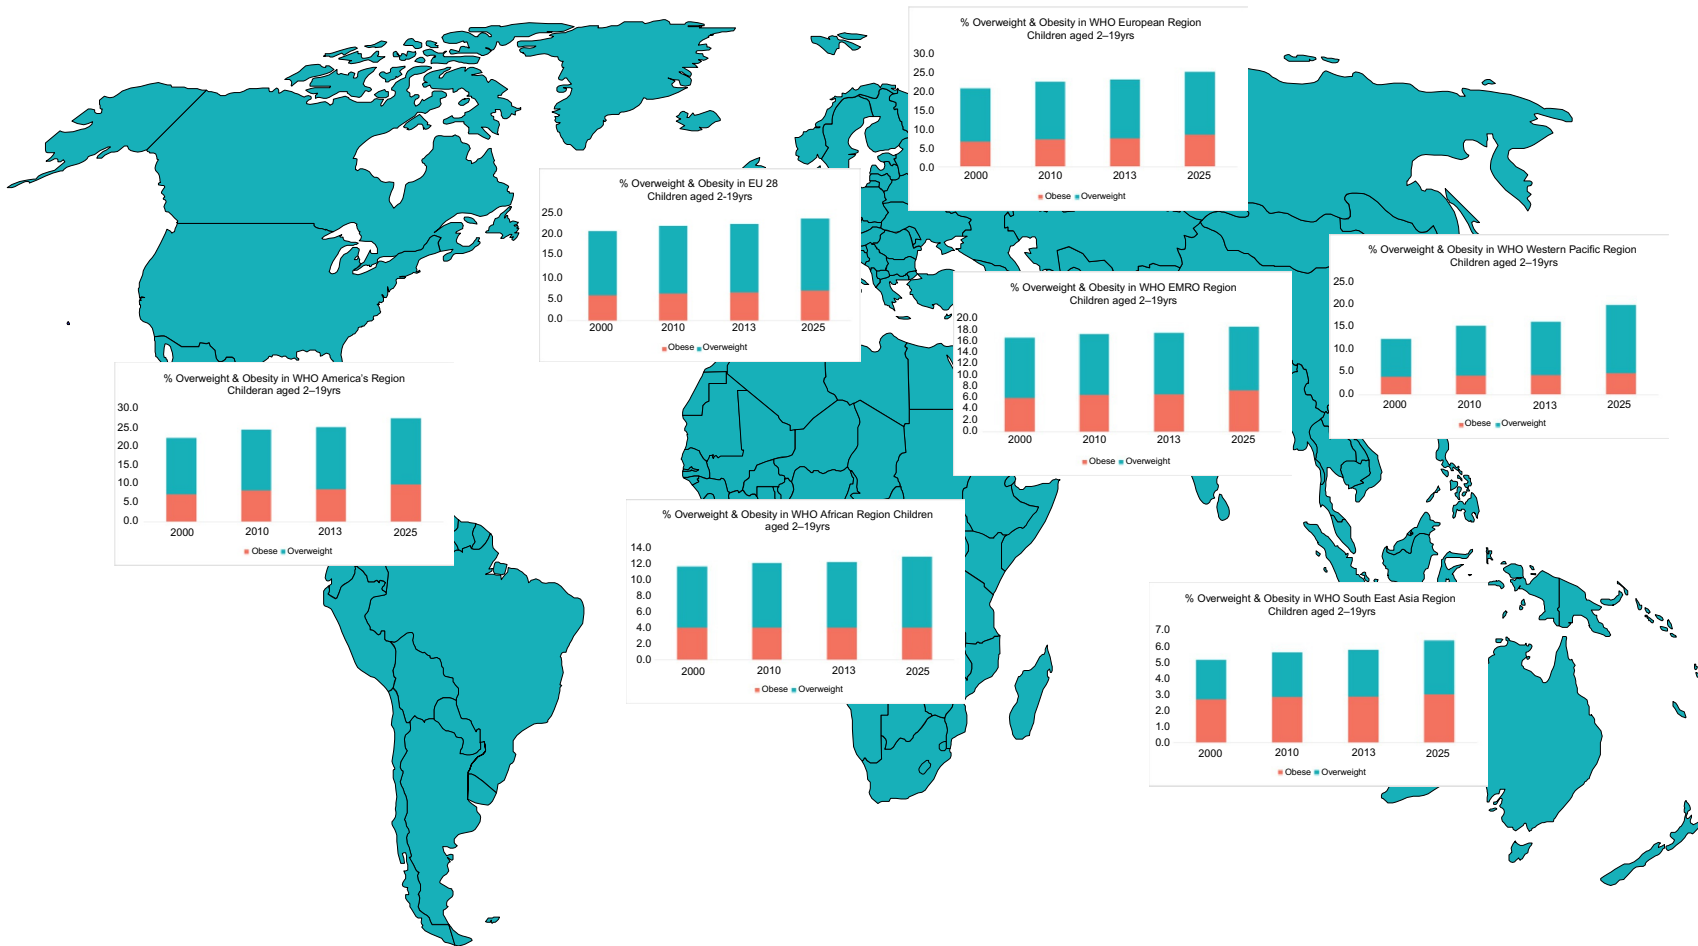 % Overweight & Obesity in WHO European Region
Children aged 2–19yrs
30.0
25.0
20.0
15.0
10.0
5.0
0.0
2000 2010 2013 2025
Obese Overweight
% Overweight & Obesity in EU 28
Children aged 2-19yrs
25.0
20.0
15.0
10.0
5.0
0.0
2000 2010 2013 2025
Obese Overweight
% Overweight & Obesity in WHO Western Pacific Region
Children aged 2–19yrs
25.0
20.0
15.0
10.0
5.0
0.0
2000 2010 2013 2025
Obese Overweight
% Overweight & Obesity in WHO EMRO Region
Children aged 2–19yrs
20.0
18.0
16.0
14.0
12.0
10.0
8.0
6.0
4.0
2.0
0.0
2000 2010 2013 2025
Obese Overweight
% Overweight & Obesity in WHO America's Region
Childeran aged 2–19yrs
30.0
25.0
20.0
15.0
10.0
5.0
0.0
2000 2010 2013 2025
Obese Overweight
% Overweight & Obesity in WHO African Region Children
aged 2–19yrs
14.0
12.0
10.0
8.0
6.0
4.0
2.0
0.0
2000 2010 2013 2025
Obese Overweight
% Overweight & Obesity in WHO South East Asia Region
Children aged 2–19yrs
7.0
6.0
5.0
4.0
3.0
2.0
1.0
0.0
2000 2010 2013 2025
Obese Overweight